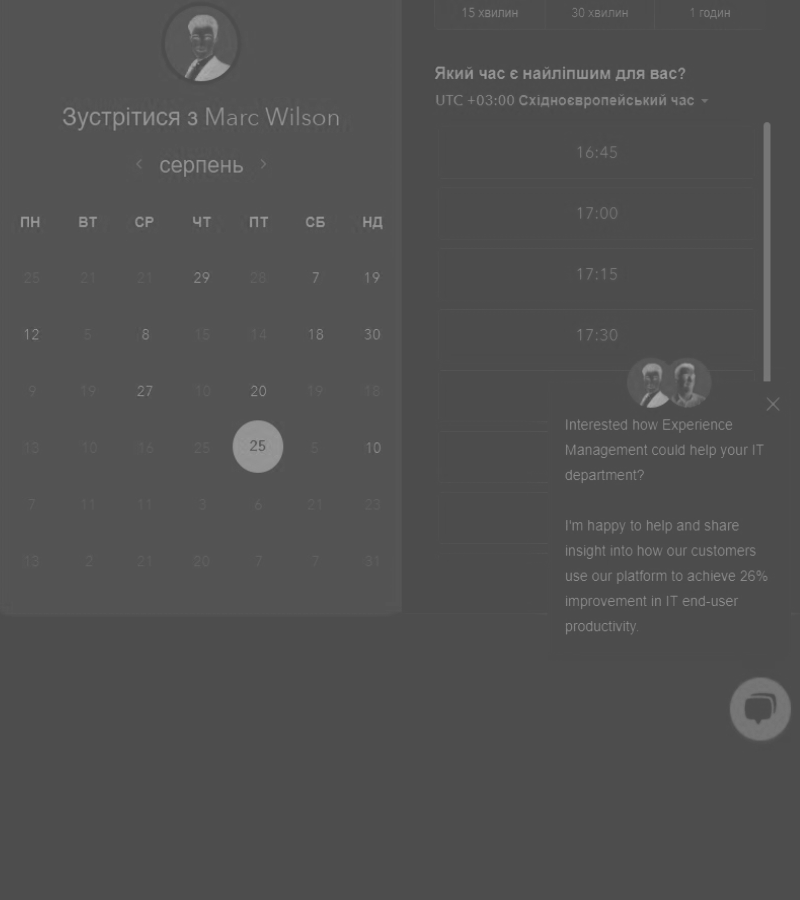 15 хвилин 30 хвилин 1 годин
Зустрітися з Marc Wilson
серпень
ПН ВТ СР ЧТ ПТ СБ НД
25 21 21 29 28 7 19
12 5 8 15 14 18 30
9 19 27 10 20 19 16
13 10 16 25 25 5 10
7 11 11 3 6 21 23
13 2 21 20 7 7 31
Який час є найліпшим для вас?
UTC +03:00 Східноєвропейський час
16:45
17:00
17:15
17:30
Interested how Experience
Management could help your IT
department?
I'm happy to help and share
insight into how our customers
use our platform to achieve 26%
improvement in IT end-user
productivity